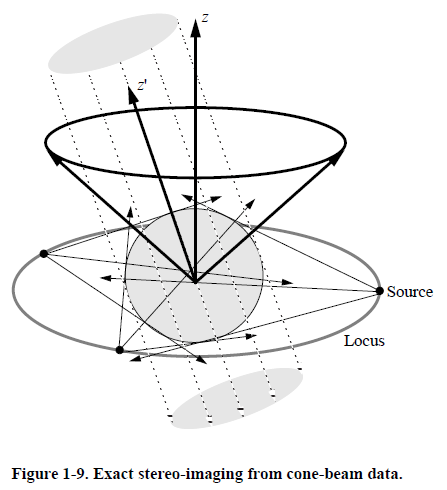 z
z'
Source
Locus
Figure 1-9. Exact stereo-imaging from cone-beam data.